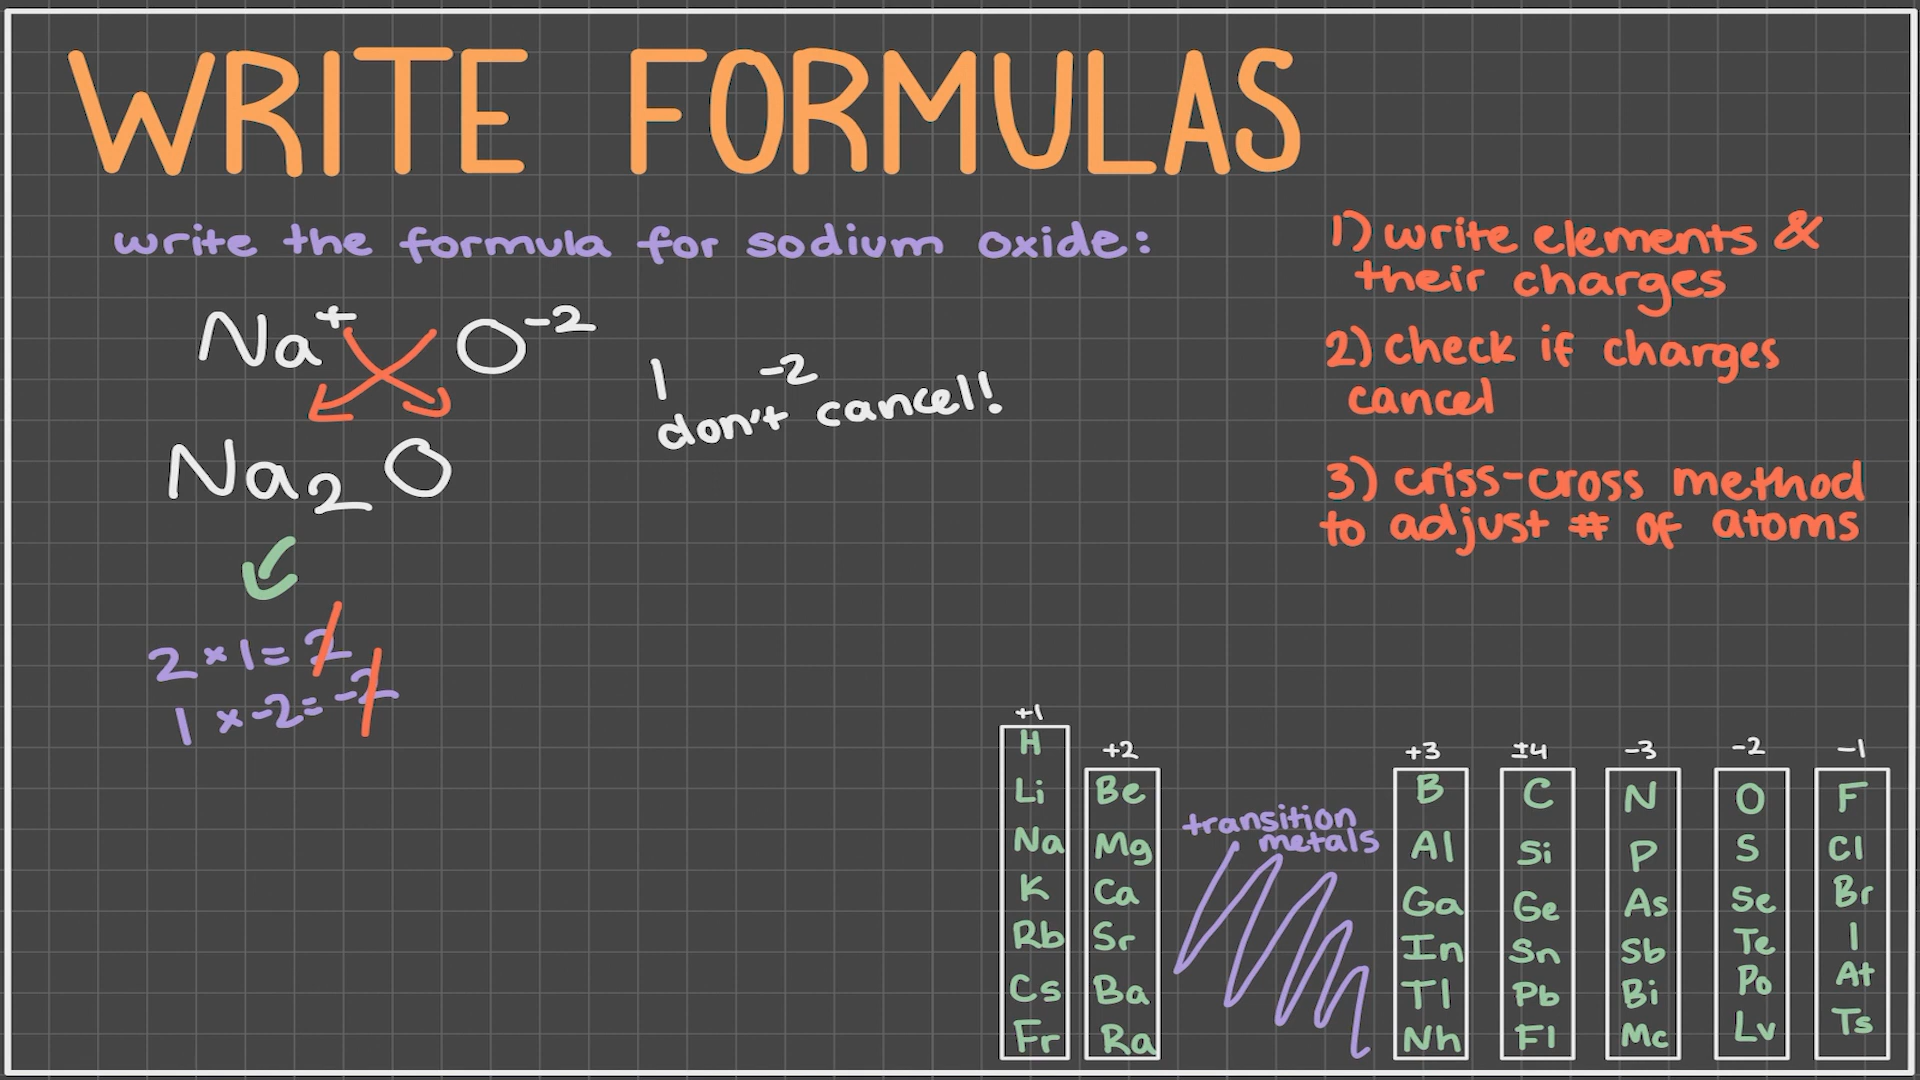 WRITE FORMULAS
write the formula for sodium oxide:
Na⁺ O⁻²
1 -2
don't cancel!
Na₂ O
2 × 1 = 2
1 × -2 = -2
1) write elements &
their charges
2) check if charges
cancel
3) criss-cross method
to adjust # of atoms
+1
H
Li
Na
K
Rb
Cs
Fr
+2
Be
Mg
Ca
Sr
Ba
Ra
transition
metals
+3
B
Al
Ga
In
Tl
Nh
±4
C
Si
Ge
Sn
Pb
Fl
-3
N
P
As
Sb
Bi
Mc
-2
O
S
Se
Te
Po
Lv
-1
F
Cl
Br
I
At
Ts